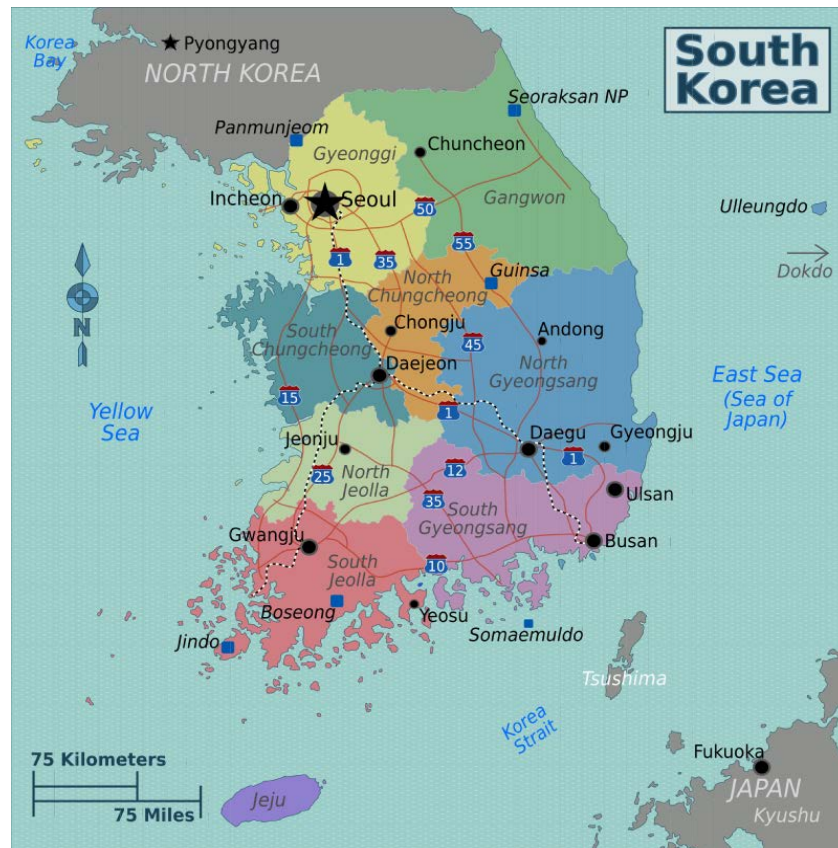 South
Korea
Korea
Bay
Pyongyang
NORTH KOREA
Seoraksan NP
Panmunjeom
Gyeonggi
Chuncheon
Gangwon
Incheon
Seoul
50
Ulleungdo
55
1
35
Guinsa
Dokdo
North
Chungcheong
N
South
Chungcheong
Chongju
Andong
45
North
Gyeongsang
Daejeon
East Sea
(Sea of
Japan)
15
Yellow
Sea
1
Jeonju
Daegu
Gyeongju
1
12
25
North
Jeolla
35
South
Gyeongsang
Ulsan
Gwangju
Busan
10
South
Jeolla
Boseong
Yeosu
Somaemuldo
Jindo
Tsushima
Korea
Strait
75 Kilometers
75 Miles
Jeju
Fukuoka
JAPAN
Kyushu